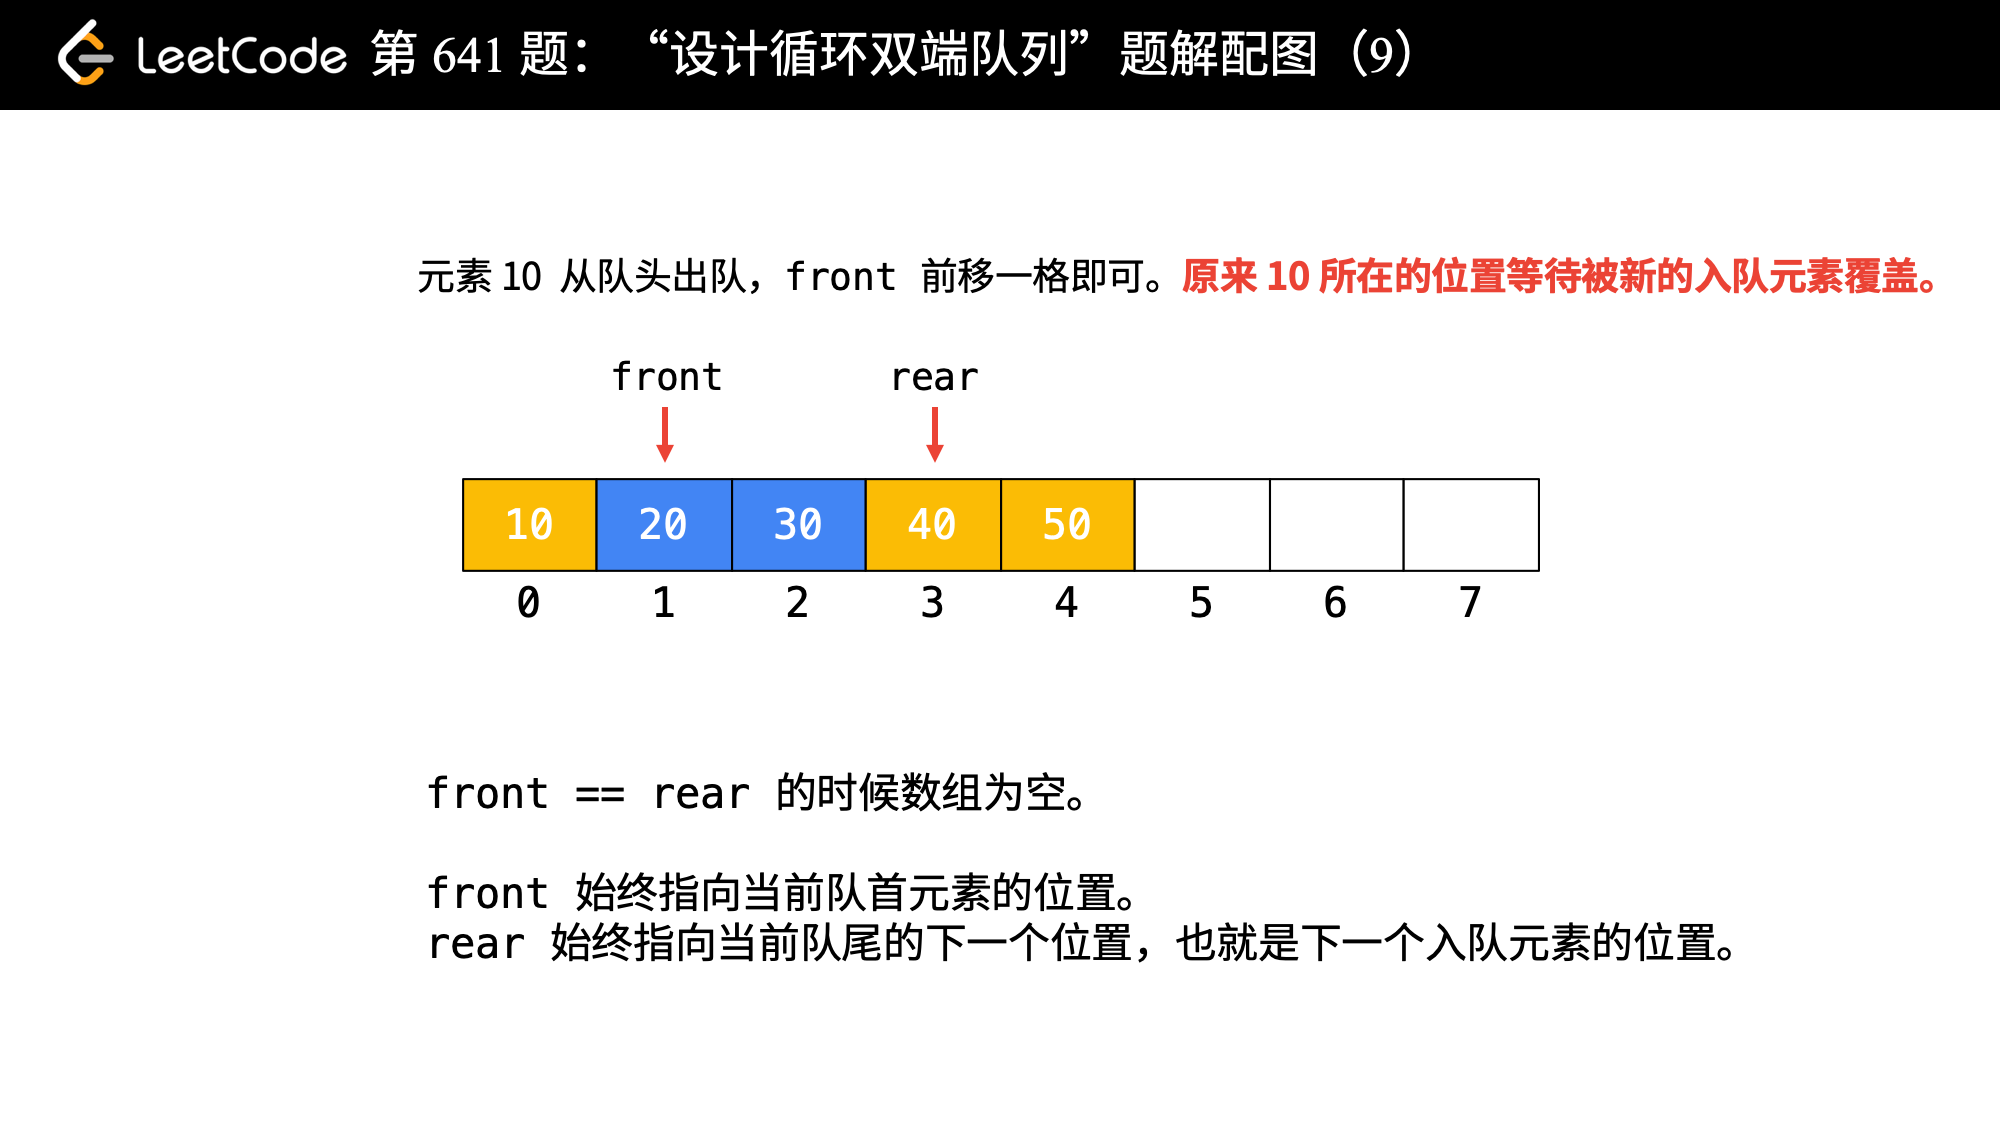 LeetCode 第 641 题：“设计循环双端队列”题解配图（9）
元素 10 从队头出队，front 前移一格即可。原来 10 所在的位置等待被新的入队元素覆盖。
front rear
10 20 30 40 50
0 1 2 3 4 5 6 7
front == rear 的时候数组为空。
front 始终指向当前队首元素的位置。
rear 始终指向当前队尾的下一个位置，也就是下一个入队元素的位置。